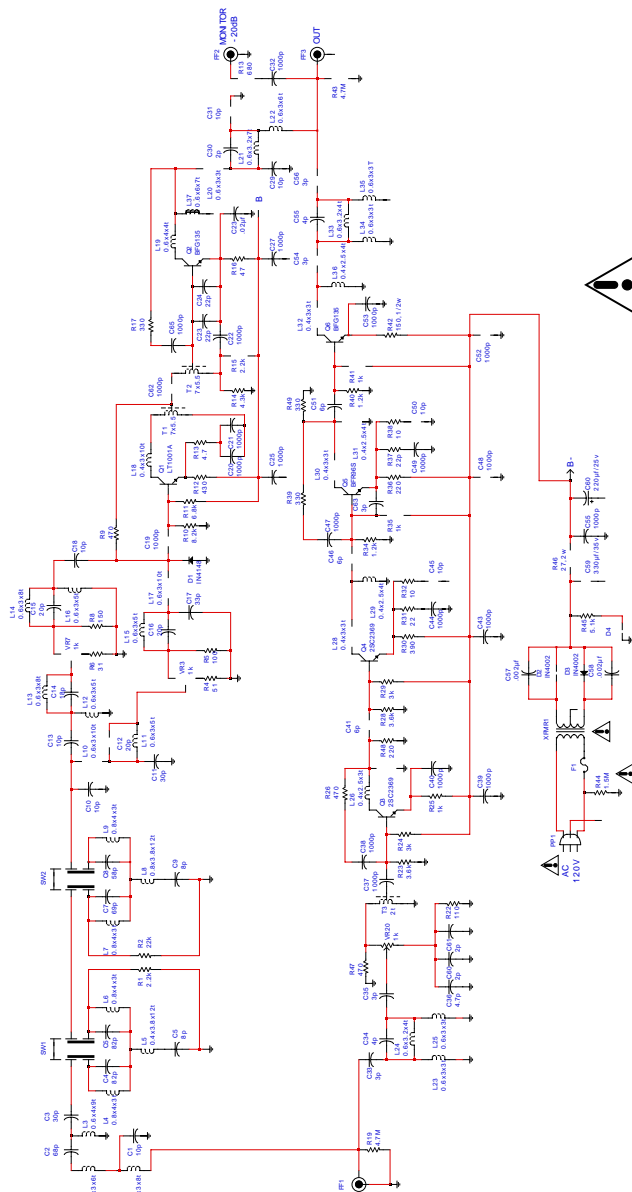 FF1
R19
4.7M
C1
10p
C2
68p
L3
0.6x4x9t
C3
30p
SW1
L4
0.8x4x3t
C4
82p
C5
82p
L6
0.8x4x3t
L5
0.4x3.8x12t
C5
8p
R1
2.2k
R2
22k
SW2
L7
0.8x4x3t
C7
69p
C8
68p
L9
0.8x4x3t
L8
0.8x3.8x12t
C9
8p
C10
10p
C13
10p
L10
0.6x3x10t
C14
18p
L13
0.6x3x8t
L12
0.6x3x5t
C12
20p
L11
0.6x3x5t
C11
30p
R6
31
VR7
1k
R8
150
L14
0.6x3x8t
C15
20p
L16
0.6x3x5t
C18
10p
R4
51
VR3
1k
R5
L15
0.6x3x5t
C16
20p
L17
0.6x3x10t
C17
33p
D1
IN4148
C19
1000p
R9
470
R10
8.2k
R11
6.8k
R12
430
Q1
LT1001A
L18
0.4x3x10t
R13
4.7
C20
1000p
C21
1000p
C25
1000p
T1
7x5.5
C62
1000p
T2
7x5.5
R14
4.3k
R15
2.2k
C22
1000p
C23
22p
C24
22p
C65
1000p
R17
330
Q2
BFG135
L19
0.6x4x4t
R16
47
C23
.02µf
C27
1000p
B
L37
0.6x6x7t
L20
0.6x3x3t
C29
10p
L21
0.6x3.2x7t
C30
2p
C31
10p
L22
0.6x3x6t
C32
1000p
R13
680
FF2
MONITOR
- 20dB
FF3
OUT
R43
4.7M
C33
3p
L23
0.6x3x3t
L24
0.6x3.2x4t
C34
4p
L25
0.6x3x3t
C35
3p
R47
470
VR20
1k
C36
4.7p
C60
2p
C61
2p
R22
110
T3
2t
C37
1000p
C38
1000p
R23
3.6k
R24
3k
R26
470
L26
0.4x2.5x3t
Q3
2SC2369
R25
1k
C40
1000p
C39
1000p
C41
6p
R48
220
R28
3.6k
R29
3k
Q4
2SC2369
L28
0.4x3x3t
L29
0.4x2.5x4t
R30
390
R31
22
R32
10
C44
1000p
C45
10p
C43
1000p
C46
6p
C47
1000p
R34
1.2k
R35
1k
R39
330
C63
3p
Q5
BFR96S
L30
0.4x3x3t
L31
0.4x2.5x4t
R36
220
R37
22p
R38
10
C49
1000p
C50
10p
C48
1000p
R49
330
C51
6p
R40
1.2k
R41
1k
Q6
BFG135
L32
0.4x3x3t
C53
1000p
R42
150,1/2w
C52
1000p
L36
0.4x2.5x4t
C54
3p
L34
0.6x3x3t
L33
0.6x3.2x4t
C55
4p
L35
0.6x3x3T
C56
3p
PP1
AC
120V
R44
1.5M
F1
XFMR1
C57
.002µf
D2
IN4002
D3
IN4002
C58
.002µf
D4
R45
5.1k
R46
27,2w
C59
330µf/35v
C55
1000p
C60
220µf/25v
B-